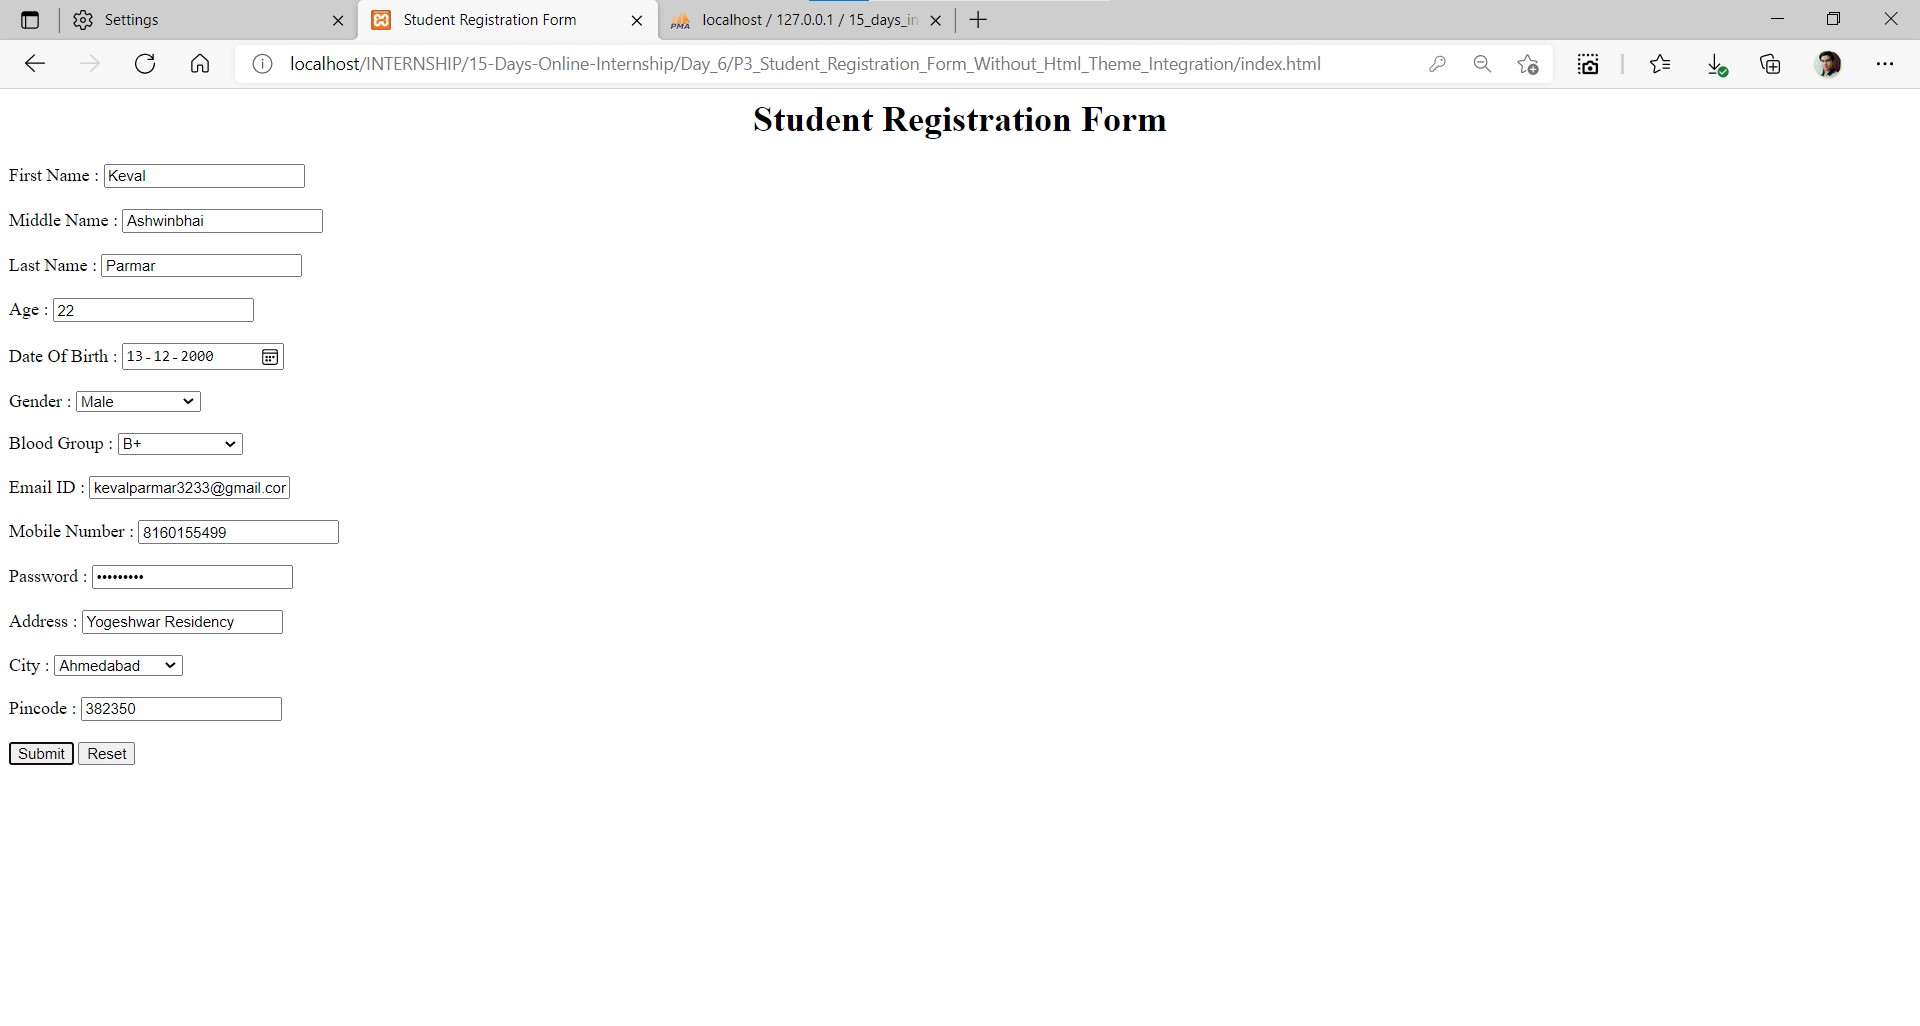 Settings
Student Registration Form
PMA localhost / 127.0.0.1 / 15_days_in
localhost/INTERNSHIP/15-Days-Online-Internship/Day_6/P3_Student_Registration_Form_Without_Html_Theme_Integration/index.html
Student Registration Form
First Name : Keval
Middle Name : Ashwinbhai
Last Name : Parmar
Age : 22
Date Of Birth : 13-12-2000
Gender : Male
Blood Group : B+
Email ID : kevalparmar3233@gmail.cor
Mobile Number : 8160155499
Password : •••••••••
Address : Yogeshwar Residency
City : Ahmedabad
Pincode : 382350
Submit Reset